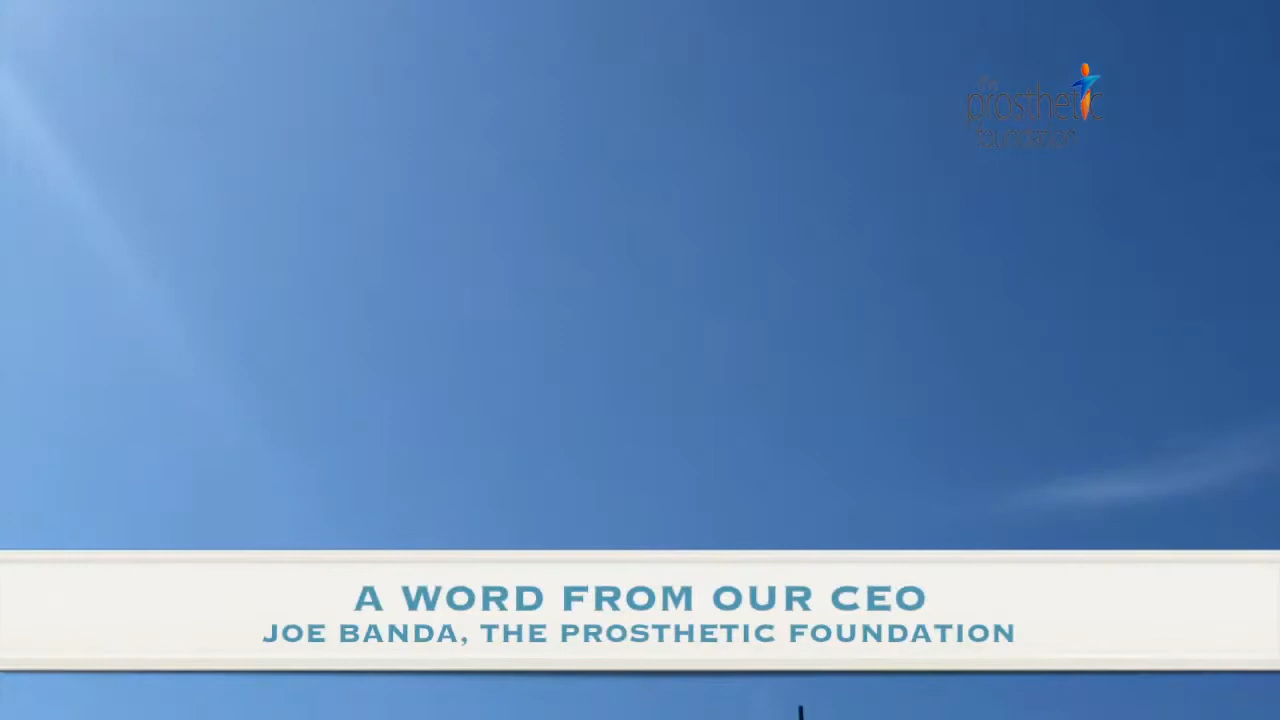 the
prosthetic
foundation
A WORD FROM OUR CEO
JOE BANDA, THE PROSTHETIC FOUNDATION